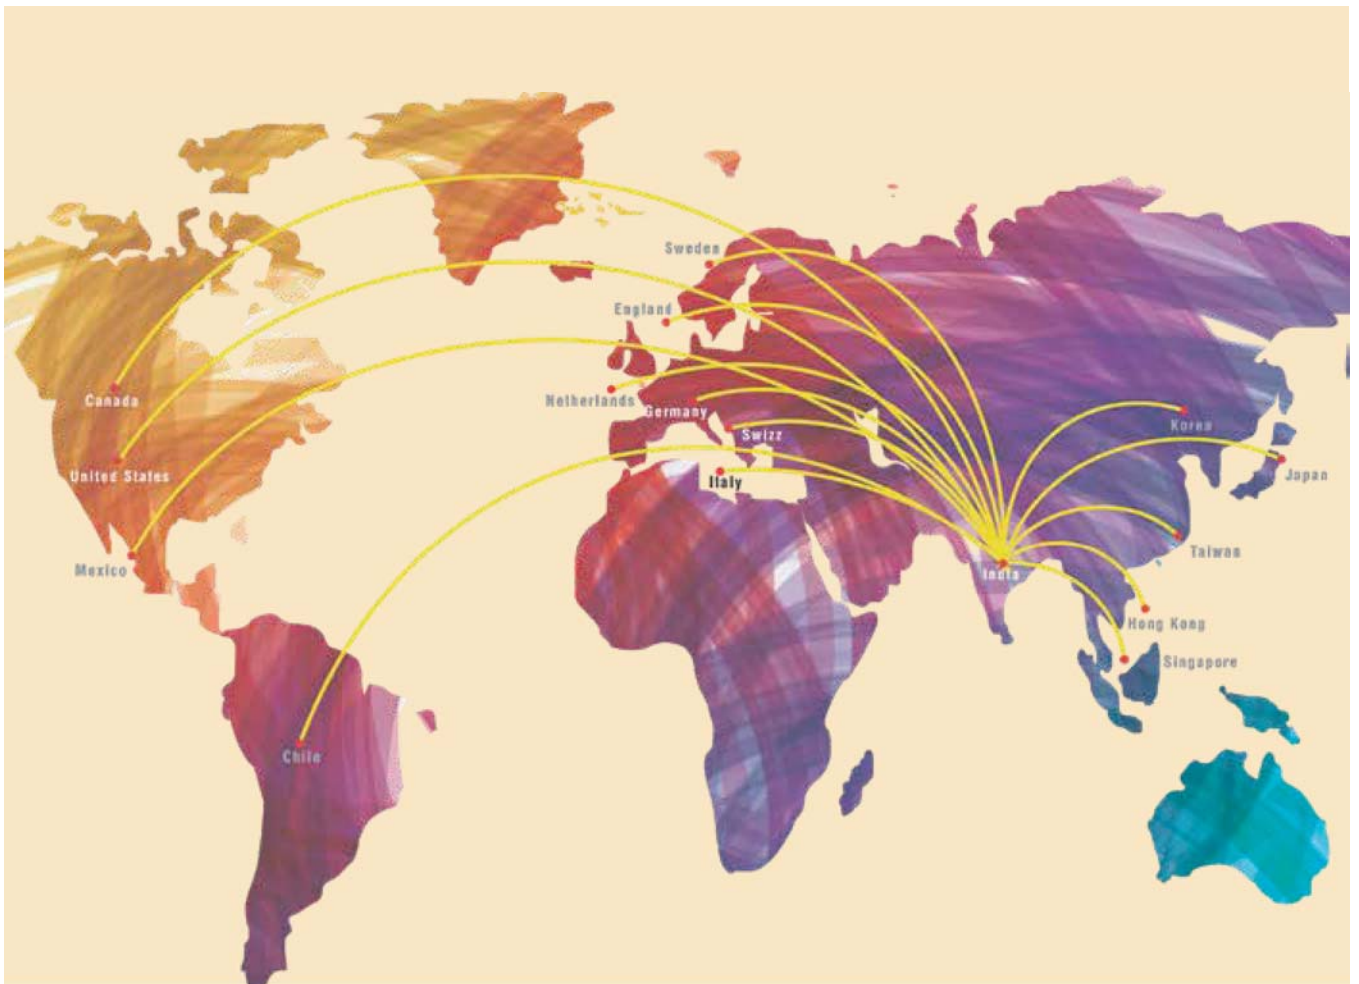 Sweden
England
Canada
Netherlands
Germany
Korea
Swizz
United States
Italy
Japan
Taiwan
Mexico
India
Hong Kong
Singapore
Chile